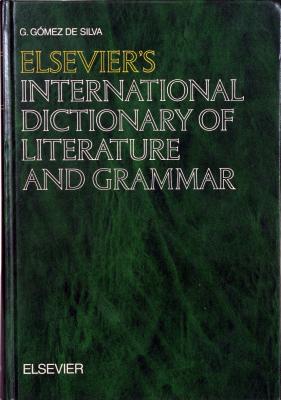 G. GÓMEZ DE SILVA
ELSEVIER'S
INTERNATIONAL
DICTIONARY OF
LITERATURE
AND GRAMMAR
ELSEVIER